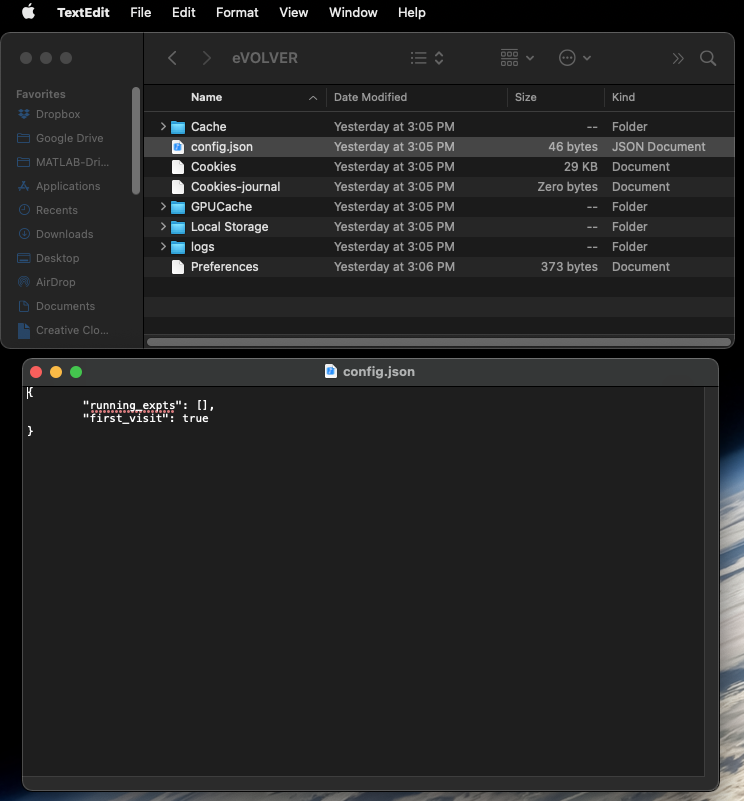 TextEdit File Edit Format View Window Help
eVOLVER
Favorites
Dropbox
Google Drive
MATLAB-Dri...
Applications
Recents
Downloads
Desktop
AirDrop
Documents
Creative Clo...
Name Date Modified Size Kind
Cache Yesterday at 3:05 PM -- Folder
config.json Yesterday at 3:05 PM 46 bytes JSON Document
Cookies Yesterday at 3:05 PM 29 KB Document
Cookies-journal Yesterday at 3:05 PM Zero bytes Document
GPUCache Yesterday at 3:05 PM -- Folder
Local Storage Yesterday at 3:05 PM -- Folder
logs Yesterday at 3:05 PM -- Folder
Preferences Yesterday at 3:06 PM 373 bytes Document
config.json
{
"running_expts": [],
"first_visit": true
}